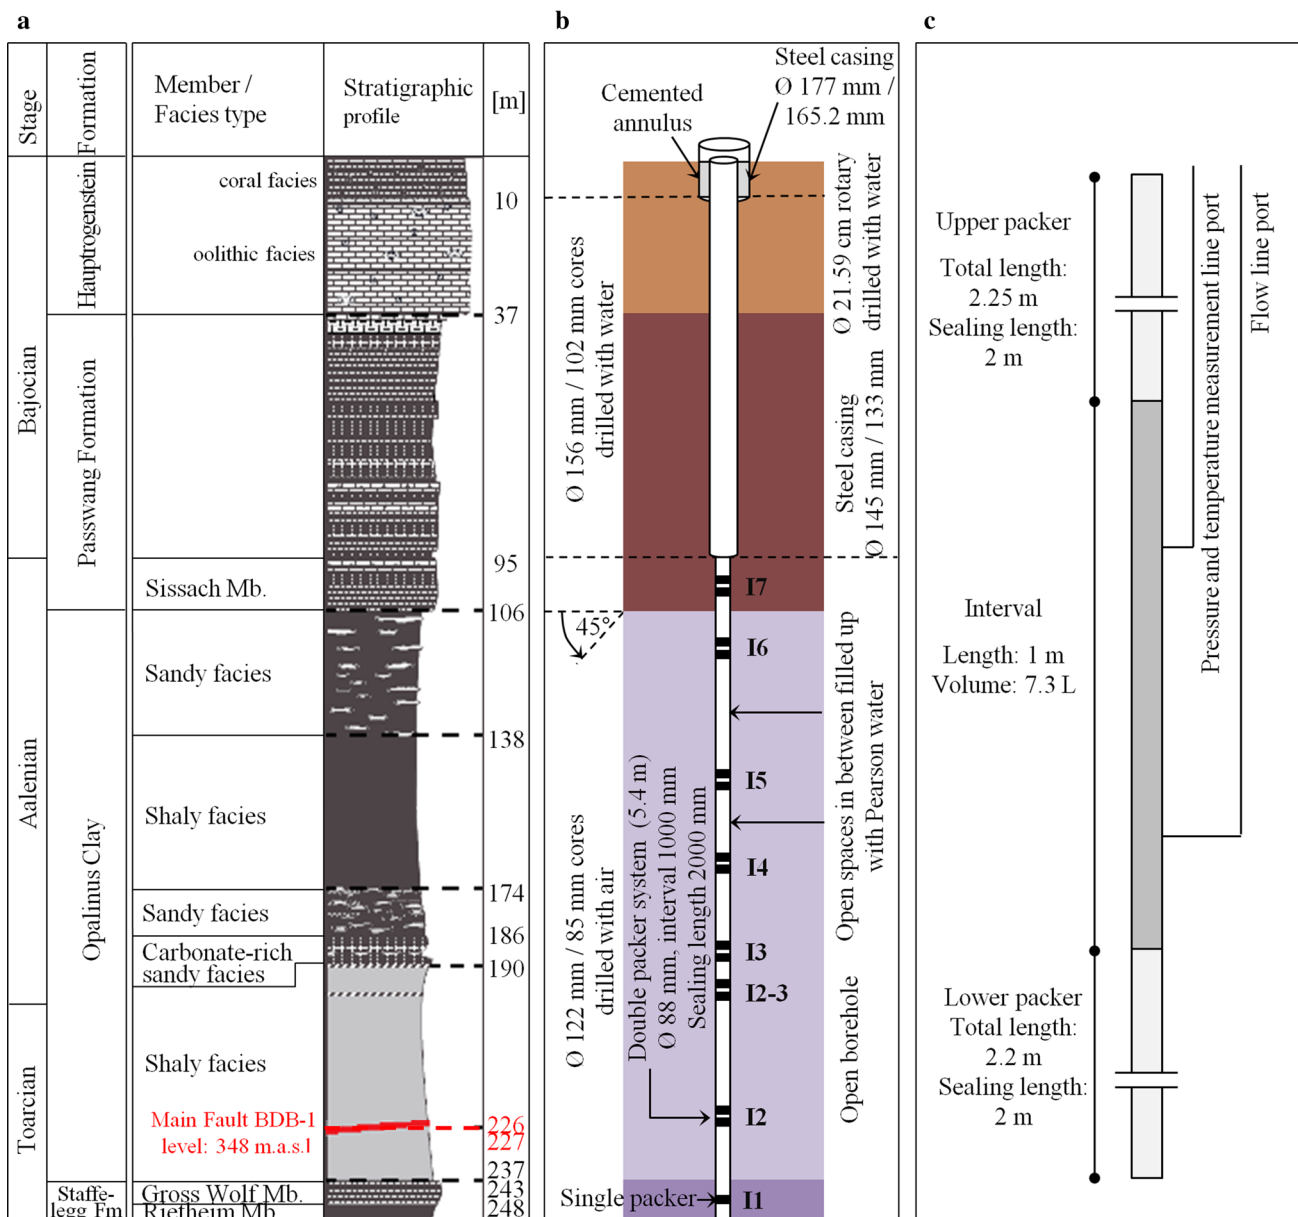 a
Stage
Formation
Member /
Facies type
Stratigraphic
profile
[m]
Bajocian
Aalenian
Toarcian
Hauptrogenstein
Passwang Formation
Opalinus Clay
Staffe-
legg Fm
coral facies
oolithic facies
Sissach Mb.
Sandy facies
Shaly facies
Sandy facies
Carbonate-rich
sandy facies
Shaly facies
Main Fault BDB-1
level: 348 m.a.s.l
Gross Wolf Mb.
Rietheim Mb.
10
37
95
106
138
174
186
190
226
227
237
243
248
b
Steel casing
Ø 177 mm /
165.2 mm
Cemented
annulus
Ø 156 mm / 102 mm cores
drilled with water
Ø 21.59 cm rotary
drilled with water
Steel casing
Ø 145 mm / 133 mm
45°
Ø 122 mm / 85 mm cores
drilled with air
Double packer system (5.4 m)
Ø 88 mm, interval 1000 mm
Sealing length 2000 mm
Open spaces in between filled up
with Pearson water
Open borehole
I7
I6
I5
I4
I3
I2-3
I2
Single packer
I1
c
Upper packer
Total length:
2.25 m
Sealing length:
2 m
Interval
Length: 1 m
Volume: 7.3 L
Lower packer
Total length:
2.2 m
Sealing length:
2 m
Pressure and temperature measurement line port
Flow line port